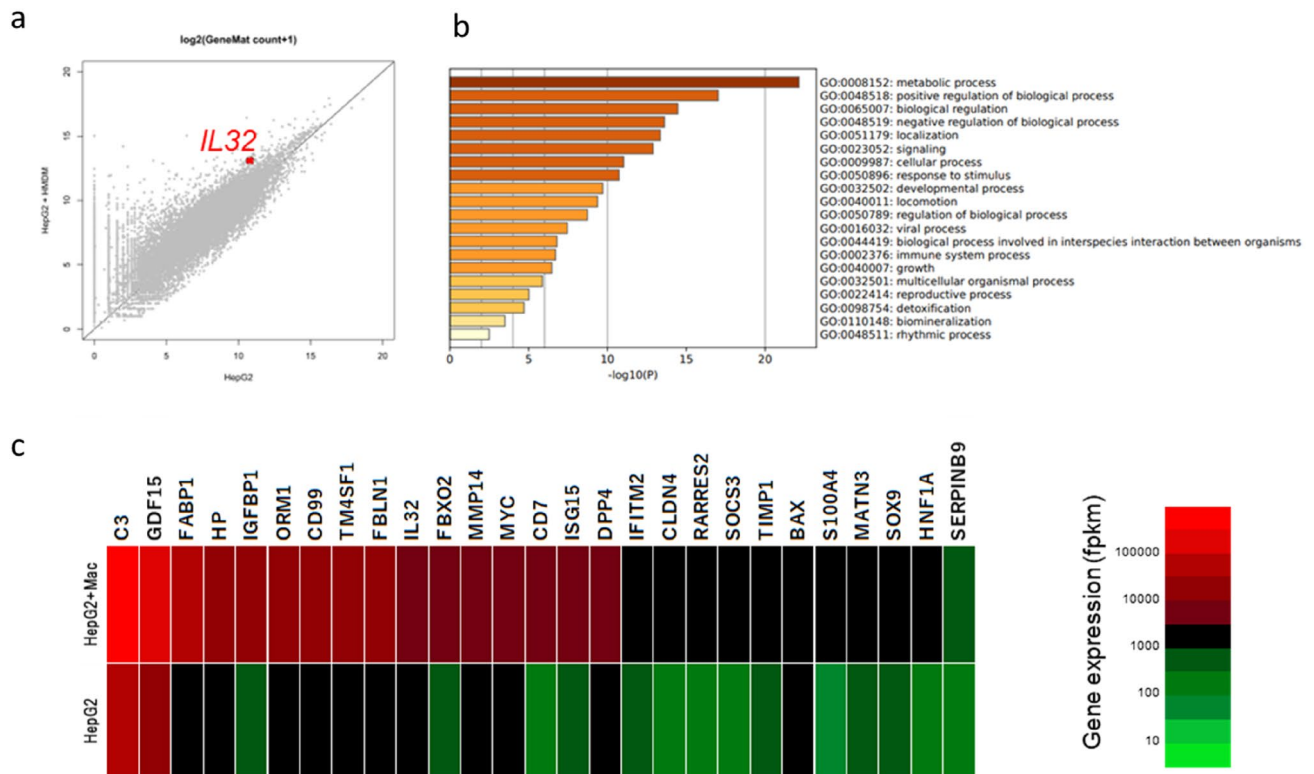 a
log2(GeneMat count+1)
20
15
10
5
0
HepG2 + HMDM
IL32
0 5 10 15 20
HepG2
b
GO:0008152: metabolic process
GO:0048518: positive regulation of biological process
GO:0065007: biological regulation
GO:0048519: negative regulation of biological process
GO:0051179: localization
GO:0023052: signaling
GO:0009987: cellular process
GO:0050896: response to stimulus
GO:0032502: developmental process
GO:0040011: locomotion
GO:0050789: regulation of biological process
GO:0016032: viral process
GO:0044419: biological process involved in interspecies interaction between organisms
GO:0002376: immune system process
GO:0040007: growth
GO:0032501: multicellular organismal process
GO:0022414: reproductive process
GO:0098754: detoxification
GO:0110148: biomineralization
GO:0048511: rhythmic process
0 5 10 15 20
-log10(P)
c
C3 GDF15 FABP1 HP IGFBP1 ORM1 CD99 TM4SF1 FBLN1 IL32 FBXO2 MMP14 MYC CD7 ISG15 DPP4 IFITM2 CLDN4 RARRES2 SOCS3 TIMP1 BAX S100A4 MATN3 SOX9 HNF1A SERPINB9
HepG2+Mac
HepG2
Gene expression (fpkm)
100000
10000
1000
100
10